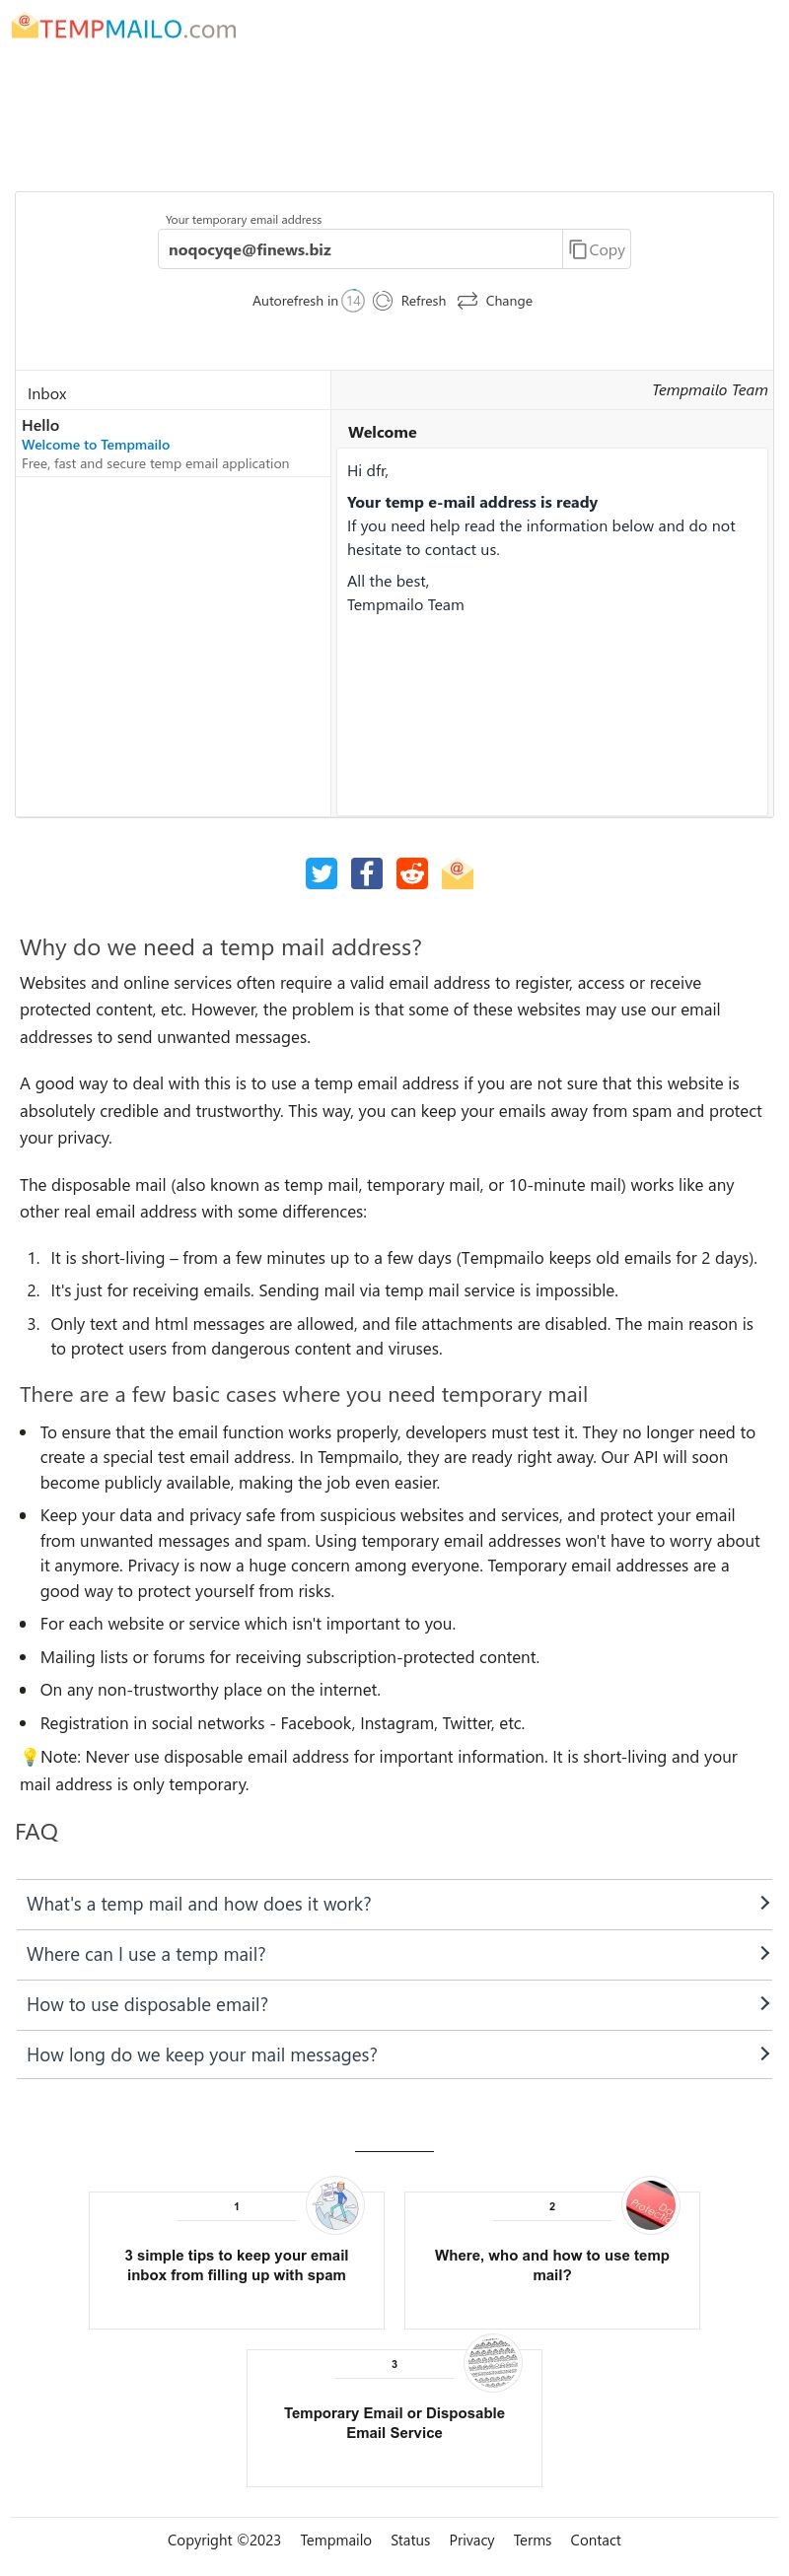 TEMPMAILO.com
Your temporary email address
noqocyqe@finews.biz
Copy
Autorefresh in 14 Refresh Change
Inbox
Tempmailo Team
Hello
Welcome to Tempmailo
Free, fast and secure temp email application
Welcome
Hi dfr,
Your temp e-mail address is ready
If you need help read the information below and do not
hesitate to contact us.
All the best,
Tempmailo Team
Why do we need a temp mail address?
Websites and online services often require a valid email address to register, access or receive
protected content, etc. However, the problem is that some of these websites may use our email
addresses to send unwanted messages.
A good way to deal with this is to use a temp email address if you are not sure that this website is
absolutely credible and trustworthy. This way, you can keep your emails away from spam and protect
your privacy.
The disposable mail (also known as temp mail, temporary mail, or 10-minute mail) works like any
other real email address with some differences:
1. It is short-living – from a few minutes up to a few days (Tempmailo keeps old emails for 2 days).
2. It's just for receiving emails. Sending mail via temp mail service is impossible.
3. Only text and html messages are allowed, and file attachments are disabled. The main reason is
to protect users from dangerous content and viruses.
There are a few basic cases where you need temporary mail
• To ensure that the email function works properly, developers must test it. They no longer need to
create a special test email address. In Tempmailo, they are ready right away. Our API will soon
become publicly available, making the job even easier.
• Keep your data and privacy safe from suspicious websites and services, and protect your email
from unwanted messages and spam. Using temporary email addresses won't have to worry about
it anymore. Privacy is now a huge concern among everyone. Temporary email addresses are a
good way to protect yourself from risks.
• For each website or service which isn't important to you.
• Mailing lists or forums for receiving subscription-protected content.
• On any non-trustworthy place on the internet.
• Registration in social networks - Facebook, Instagram, Twitter, etc.
💡Note: Never use disposable email address for important information. It is short-living and your
mail address is only temporary.
FAQ
What's a temp mail and how does it work?
Where can I use a temp mail?
How to use disposable email?
How long do we keep your mail messages?
1
3 simple tips to keep your email
inbox from filling up with spam
2
Where, who and how to use temp
mail?
3
Temporary Email or Disposable
Email Service
Copyright ©2023 Tempmailo Status Privacy Terms Contact